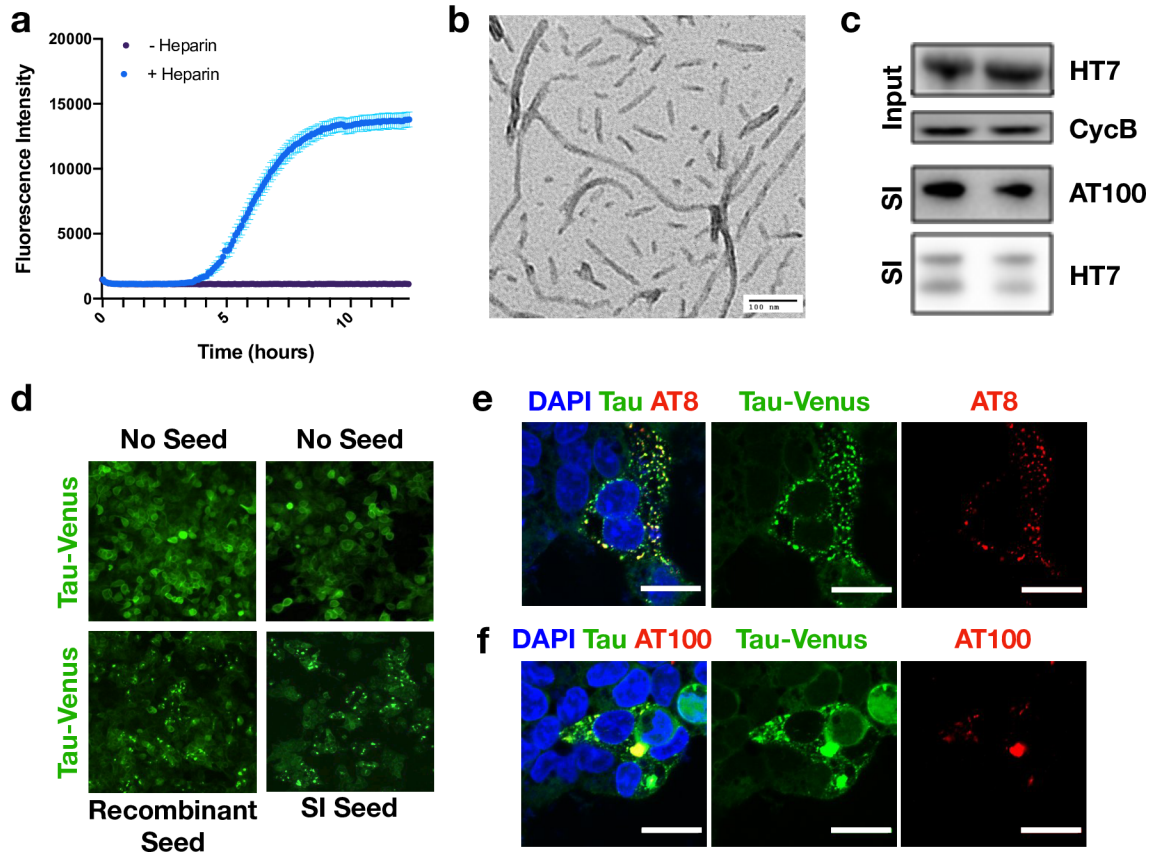 a
20000
15000
10000
5000
0
Fluorescence Intensity
- Heparin
+ Heparin
0
5
10
Time (hours)
b
100 nm
c
Input
HT7
CycB
SI
AT100
SI
HT7
d
No Seed
No Seed
Tau-Venus
Tau-Venus
Recombinant
Seed
SI Seed
e
DAPI Tau AT8
Tau-Venus
AT8
f
DAPI Tau AT100
Tau-Venus
AT100